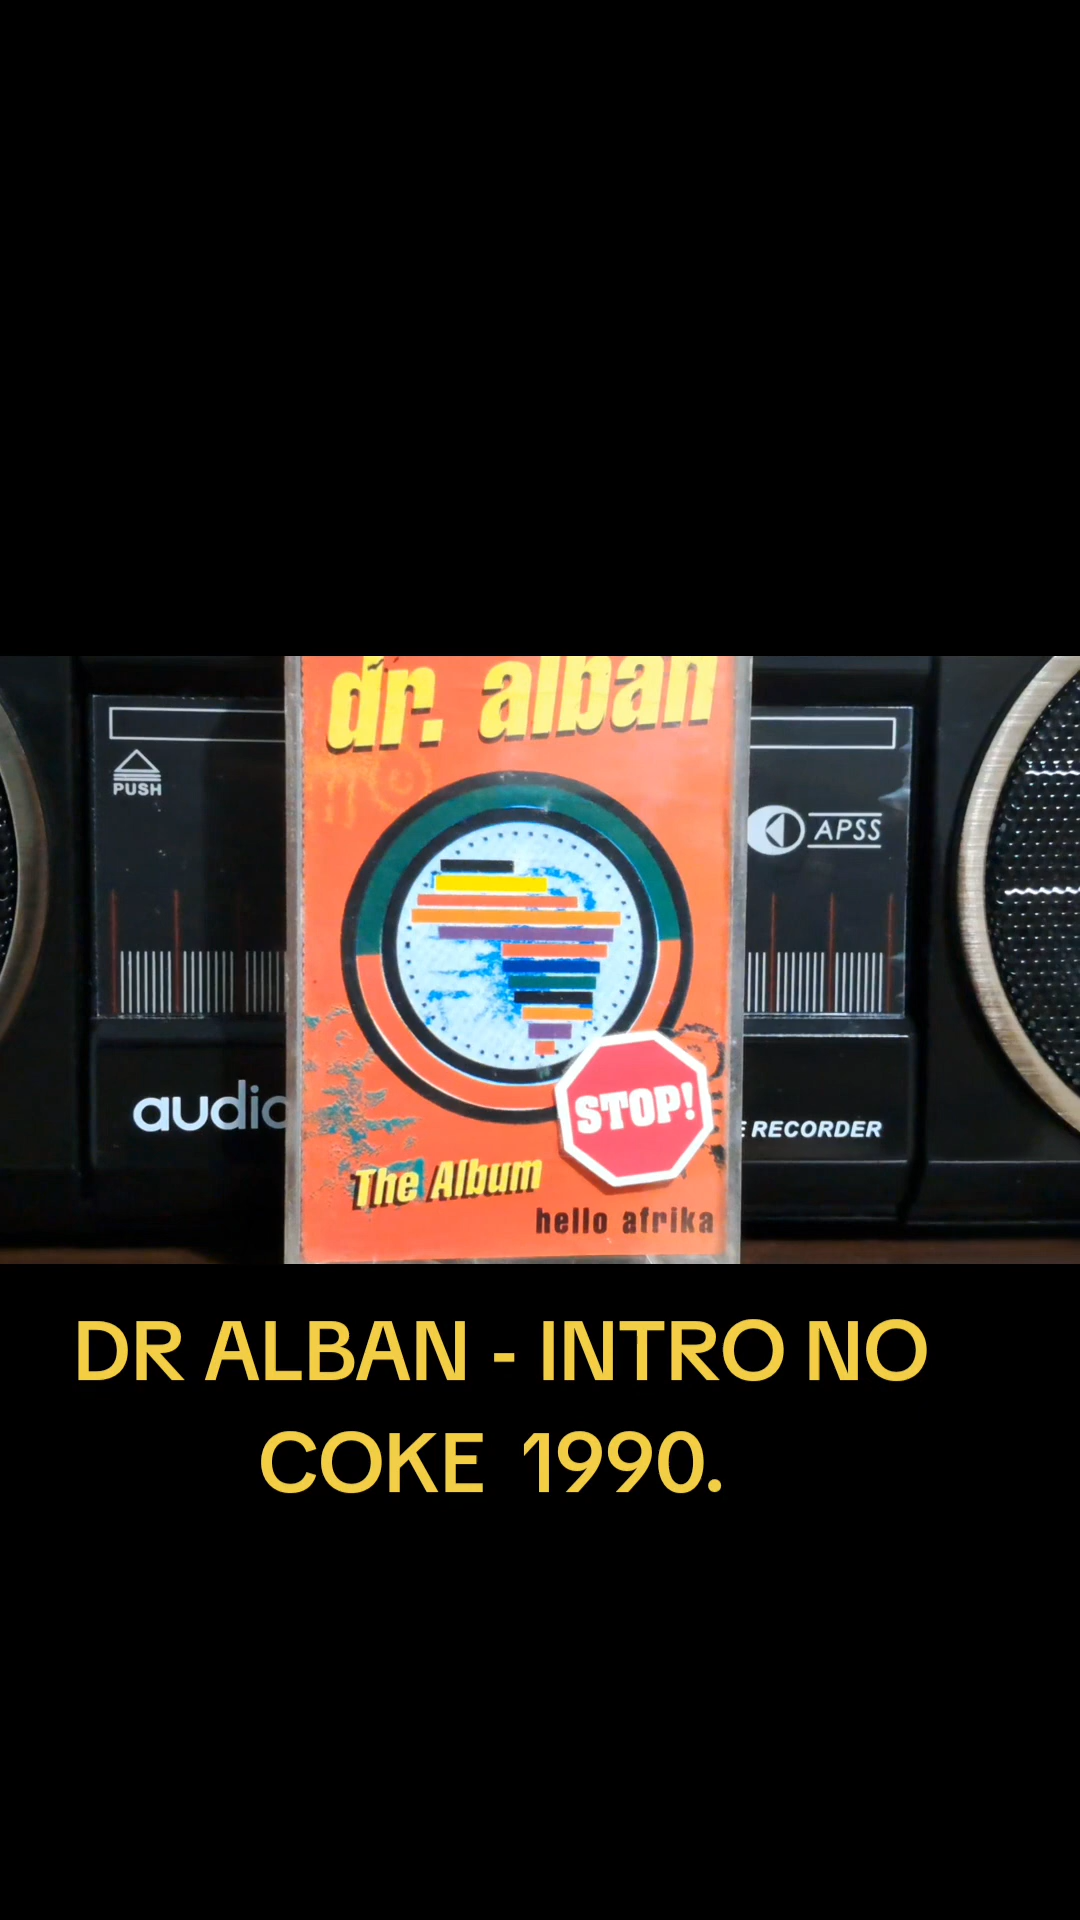 dr. alban
PUSH
APSS
STOP!
audio
RECORDER
The Album
hello afrika
DR ALBAN - INTRO NO
COKE 1990.